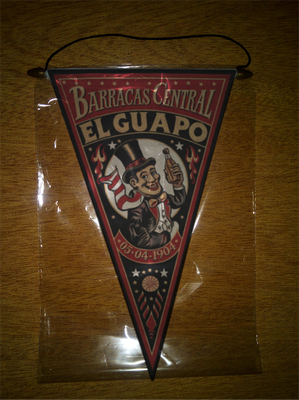 BARRACAS CENTRAL
EL GUAPO
05-04-1904